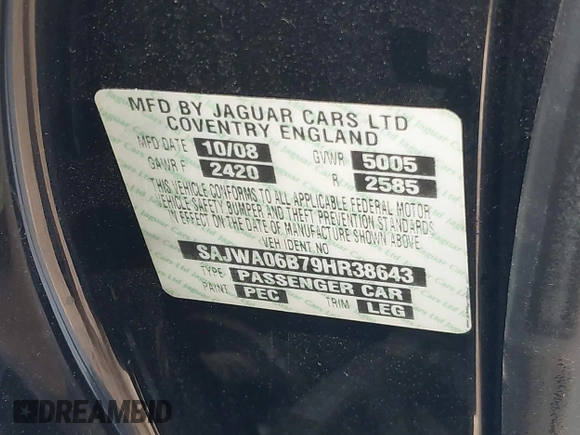 MFD BY JAGUAR CARS LTD
COVENTRY ENGLAND
MFD DATE 10/08 GVWR 5005
GAWR F 2420 R 2585
THIS VEHICLE CONFORMS TO ALL APPLICABLE FEDERAL MOTOR
VEHICLE SAFETY BUMPER AND THEFT PREVENTION STANDARDS
IN EFFECT ON THE DATE OF MANUFACTURE SHOWN ABOVE
VEH IDENT. NO
SAJWA06B79HR38643
TYPE PASSENGER CAR
PAINT PEC TRIM LEG
DREAMBID